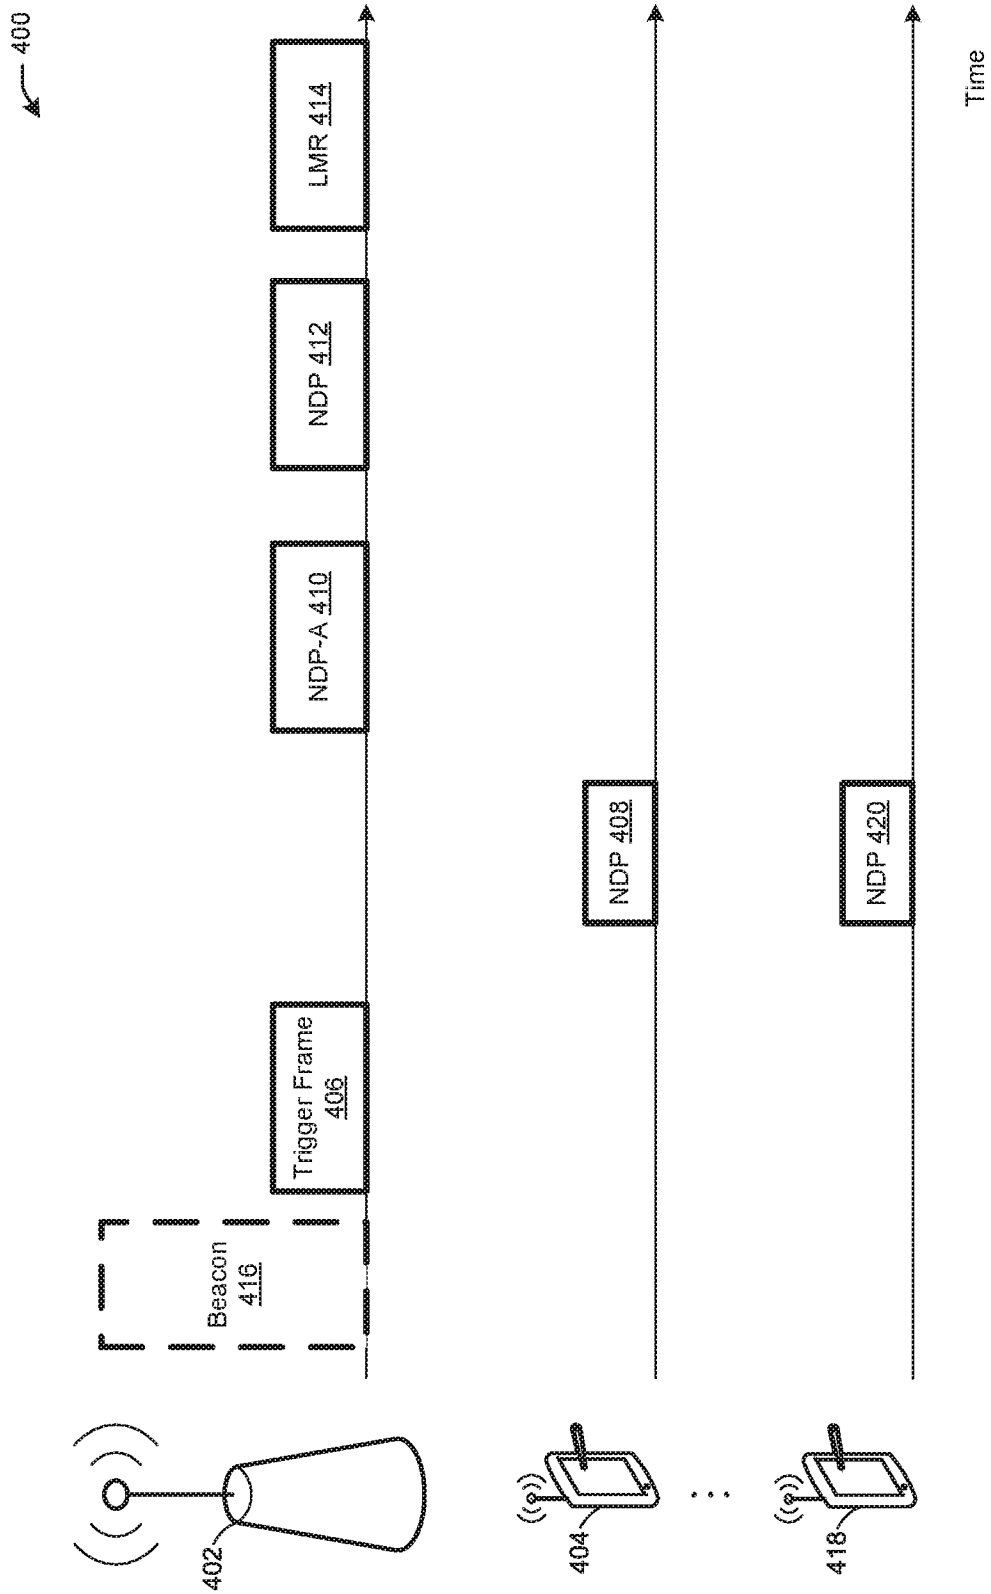 400
402
Beacon
416
Trigger Frame
406
NDP-A 410
NDP 412
LMR 414
404
NDP 408
418
NDP 420
Time